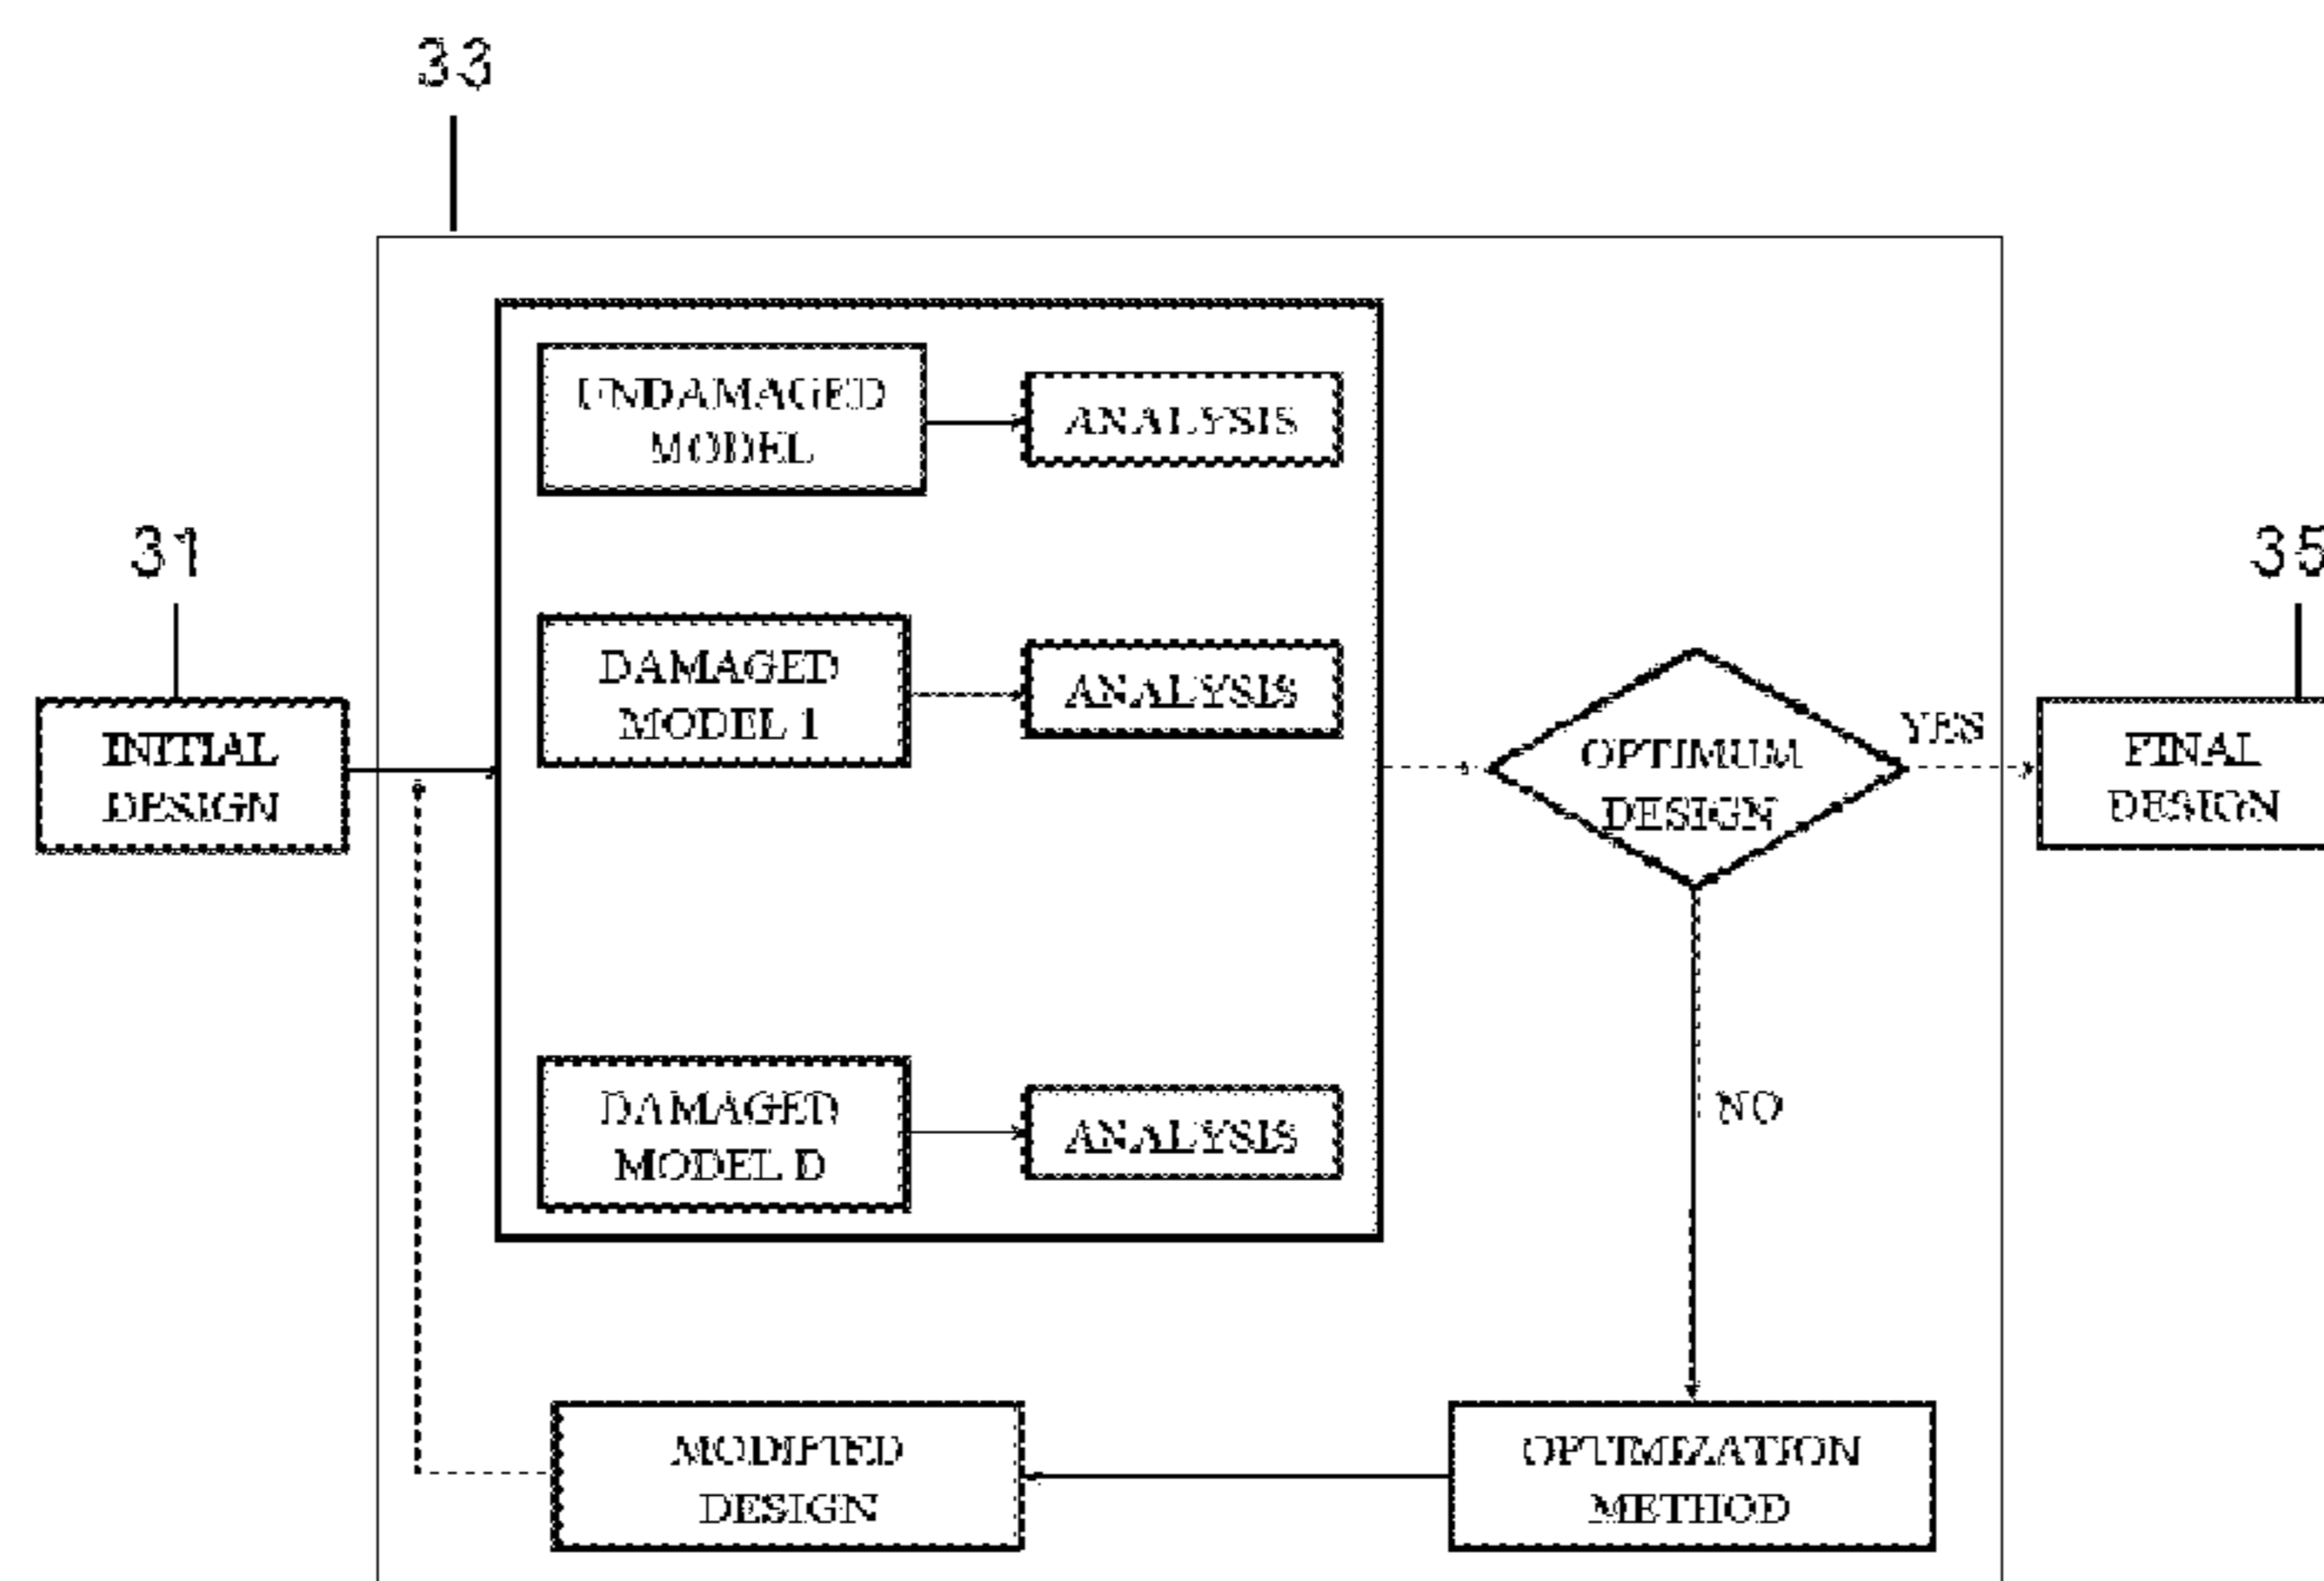 33
UNDAMAGED
MODEL
ANALYSIS
31
35
DAMAGED
MODEL 1
ANALYSIS
INITIAL
DESIGN
OPTIMUM
DESIGN
YES
FINAL
DESIGN
DAMAGED
MODEL D
ANALYSIS
NO
MODIFIED
DESIGN
OPTIMIZATION
METHOD